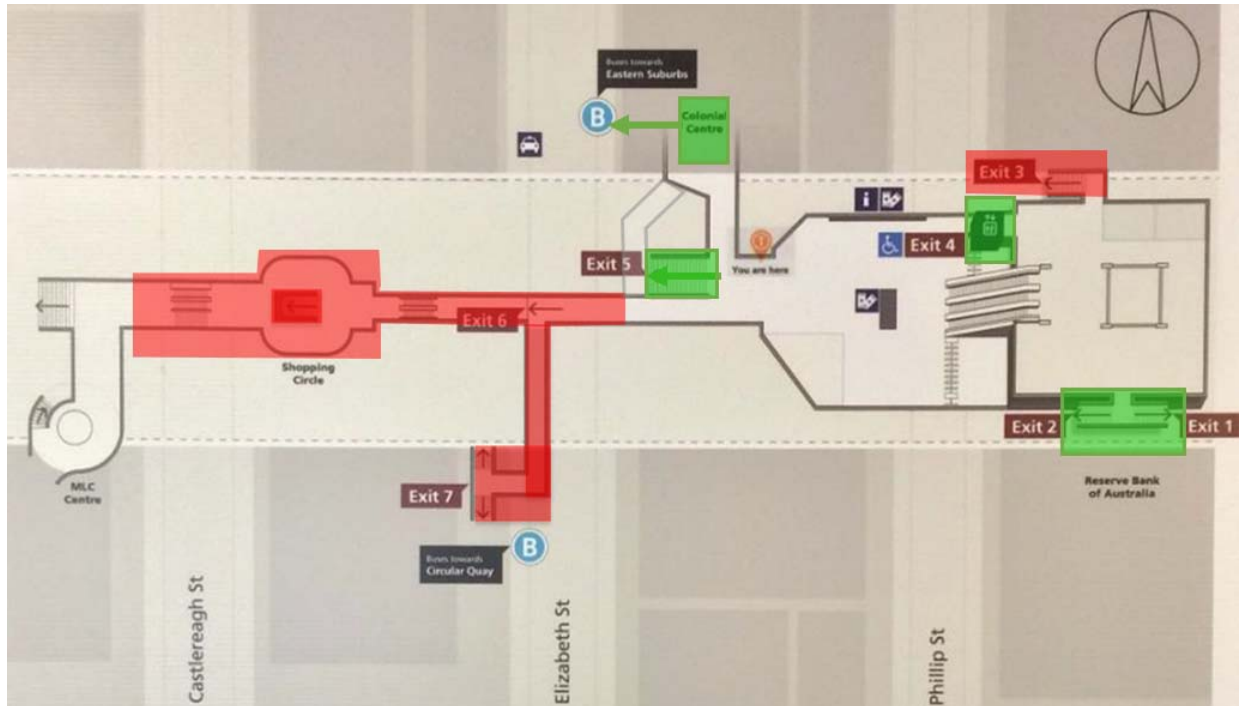 Buses towards
Eastern Suburbs
B
Colonial
Centre
Exit 3
i
Exit 4
Exit 5
You are here
Exit 6
Shopping
Circle
Exit 2
Exit 1
MLC
Centre
Exit 7
Reserve Bank
of Australia
B
Buses towards
Circular Quay
Castlereagh St
Elizabeth St
Phillip St